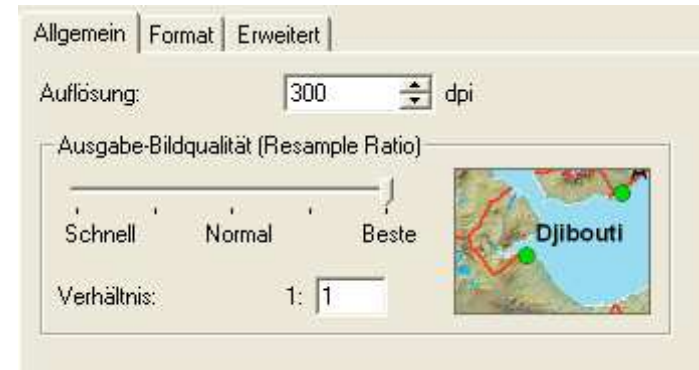 Allgemein Format Erweitert
Auflösung: 300 dpi
Ausgabe-Bildqualität (Resample Ratio)
Schnell Normal Beste
Djibouti
Verhältnis: 1: 1